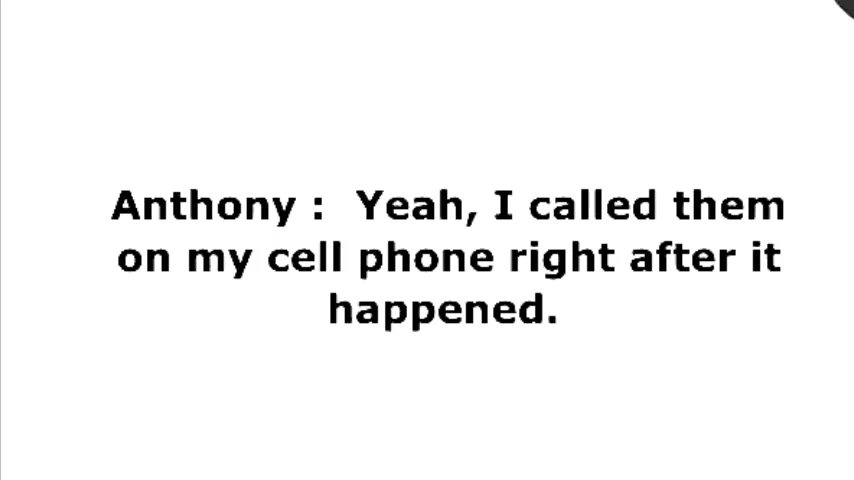 Anthony :  Yeah, I called them
on my cell phone right after it
happened.